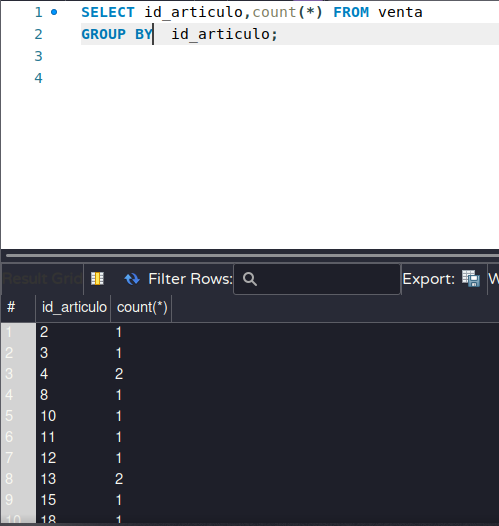 1 SELECT id_articulo,count(*) FROM venta
2 GROUP BY  id_articulo;
3
4
Result Grid Filter Rows: Export: W
# id_articulo count(*)
1 2 1
2 3 1
3 4 2
4 8 1
5 10 1
6 11 1
7 12 1
8 13 2
9 15 1
10 18 1